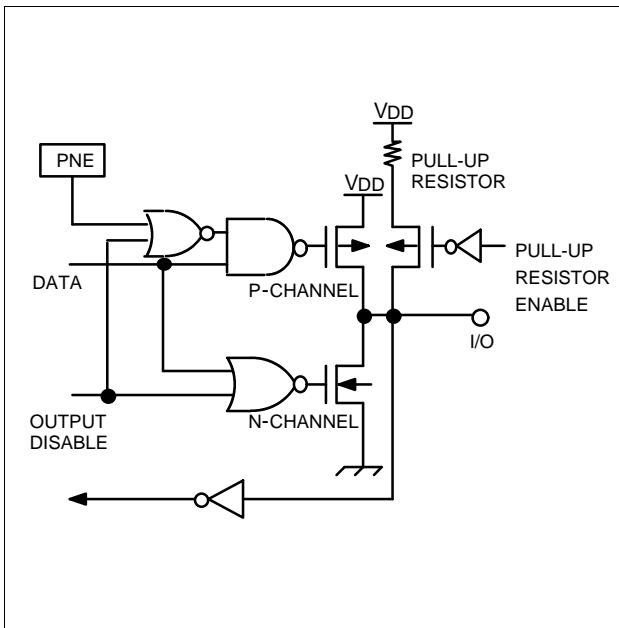 VDD
PNE
PULL-UP
RESISTOR
VDD
DATA
P-CHANNEL
PULL-UP
RESISTOR
ENABLE
I/O
OUTPUT
DISABLE
N-CHANNEL